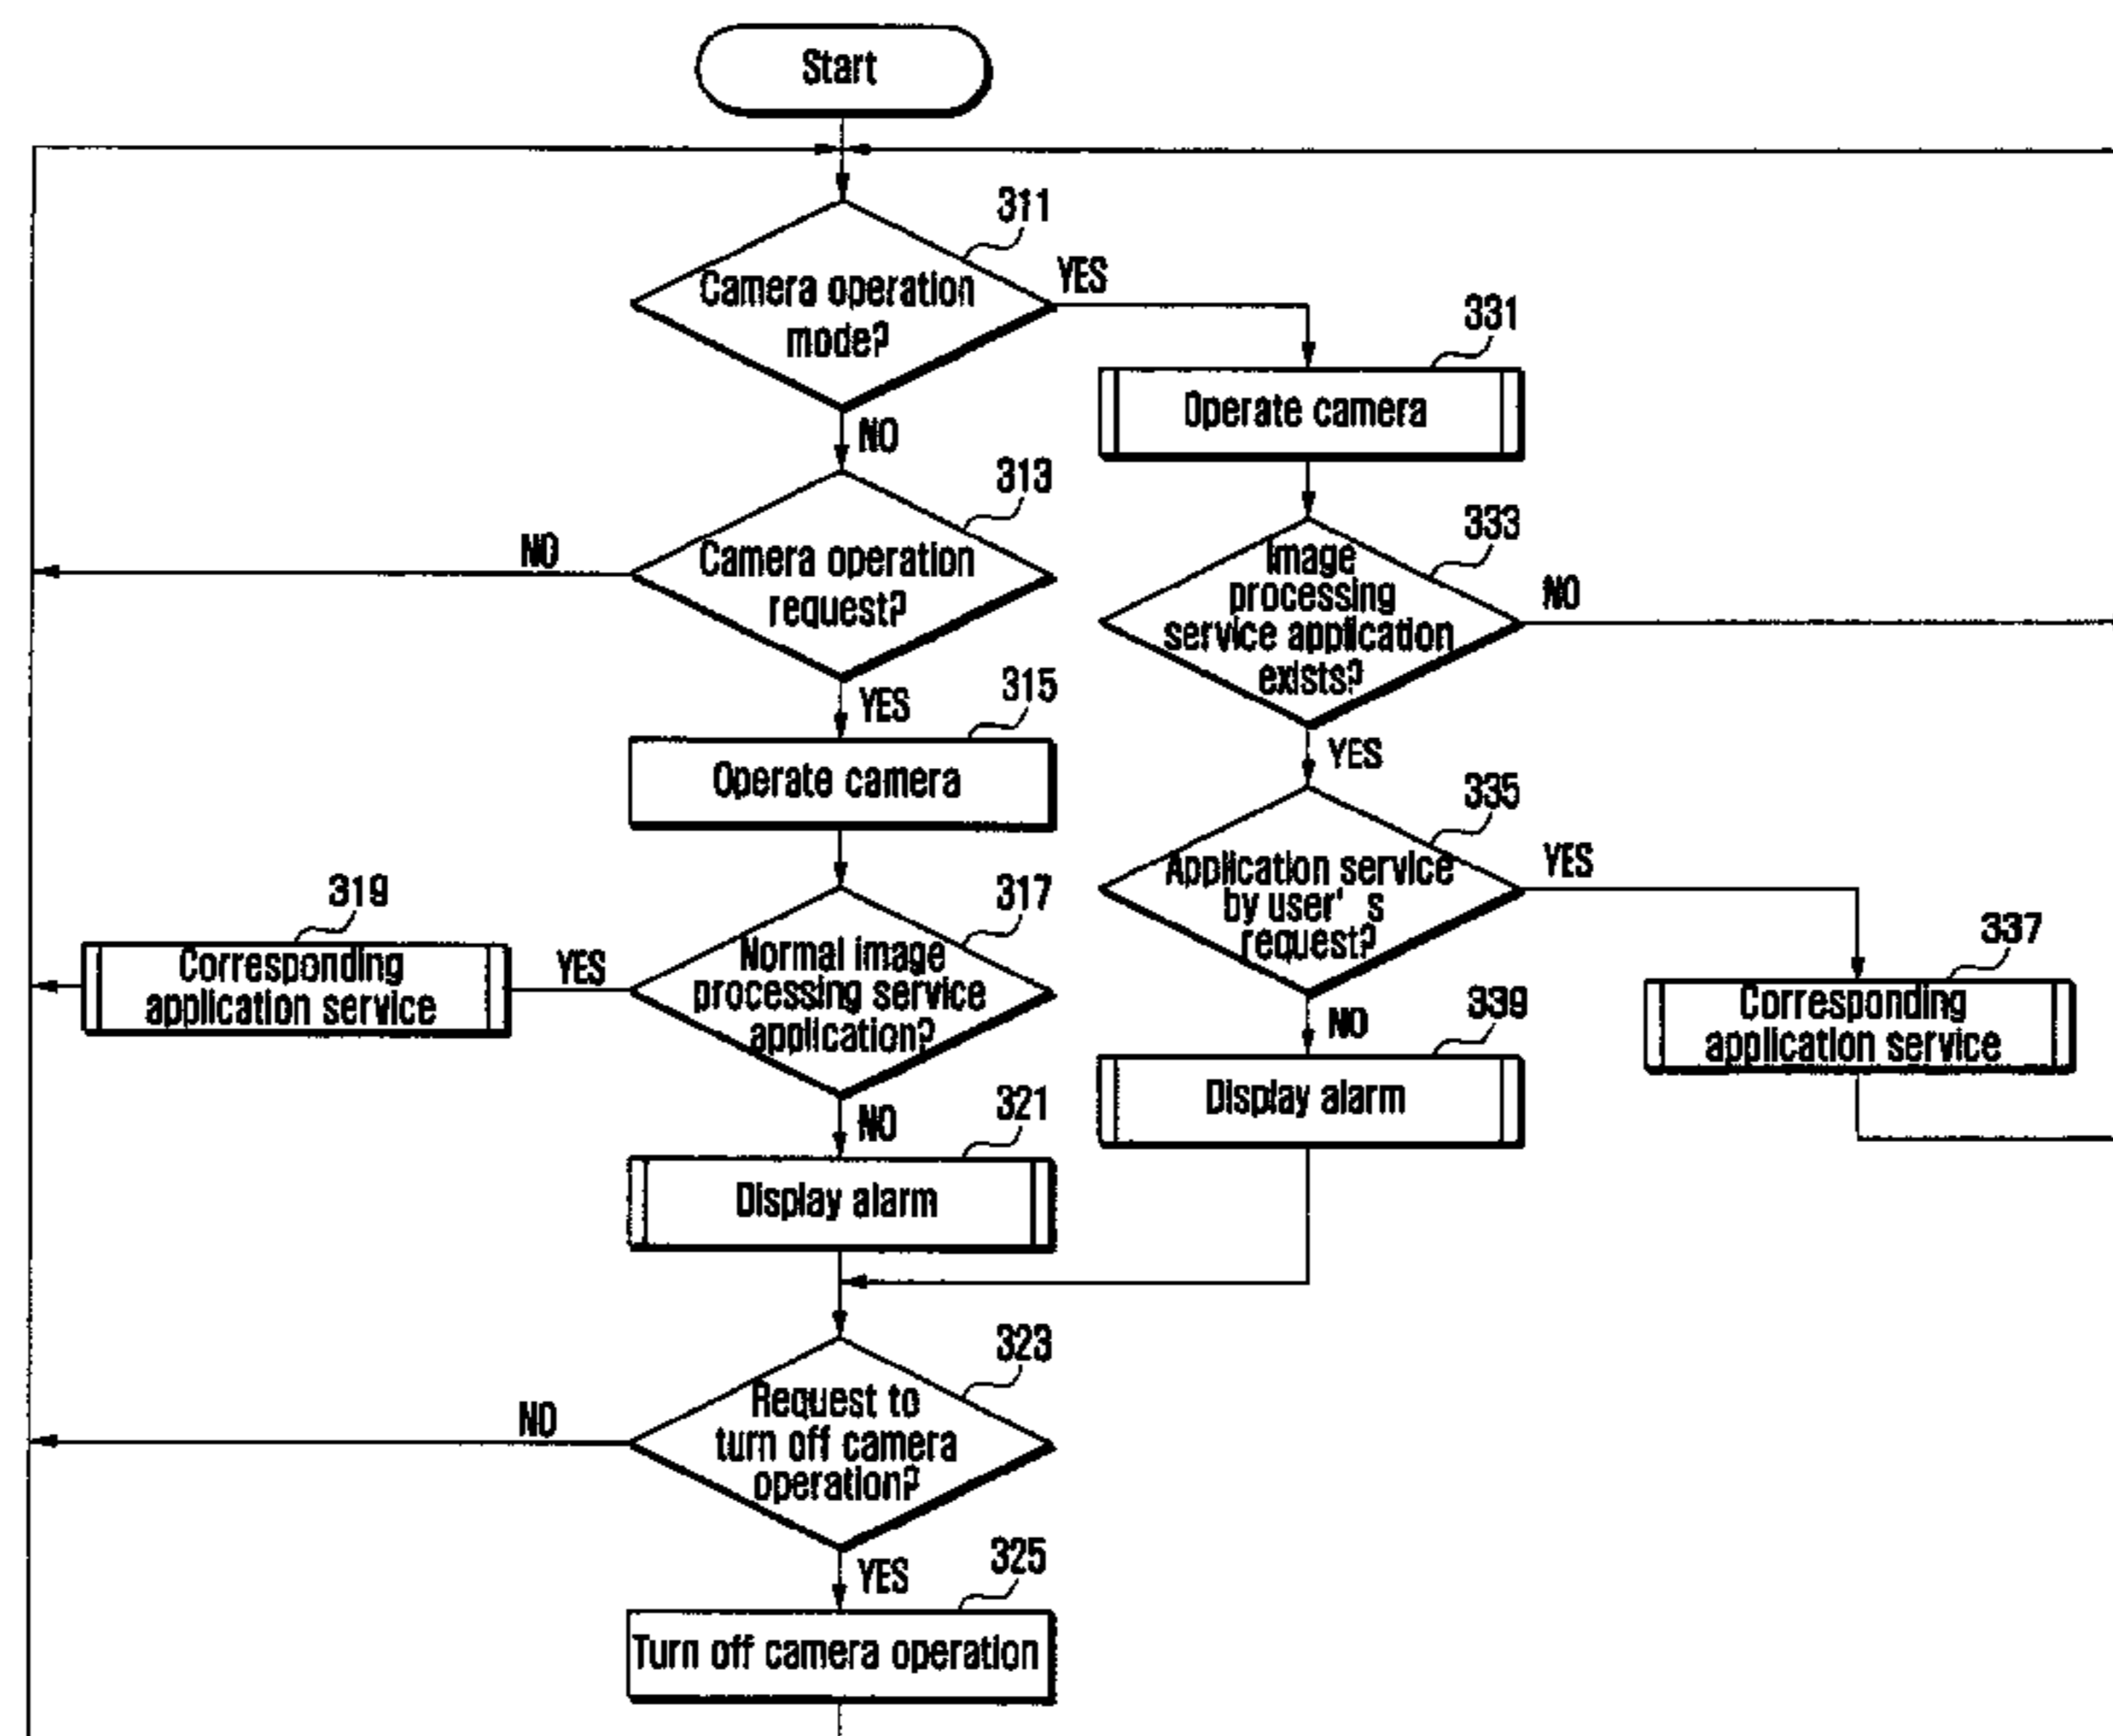 Start
311
Camera operation
mode?
YES
NO
331
Operate camera
313
Camera operation
request?
NO
YES
333
Image
processing
service application
exists?
NO
YES
315
Operate camera
335
Application service
by user' s
request?
YES
NO
317
Normal image
processing service
application?
YES
NO
319
Corresponding
application service
337
Corresponding
application service
339
Display alarm
321
Display alarm
323
Request to
turn off camera
operation?
NO
YES
325
Turn off camera operation